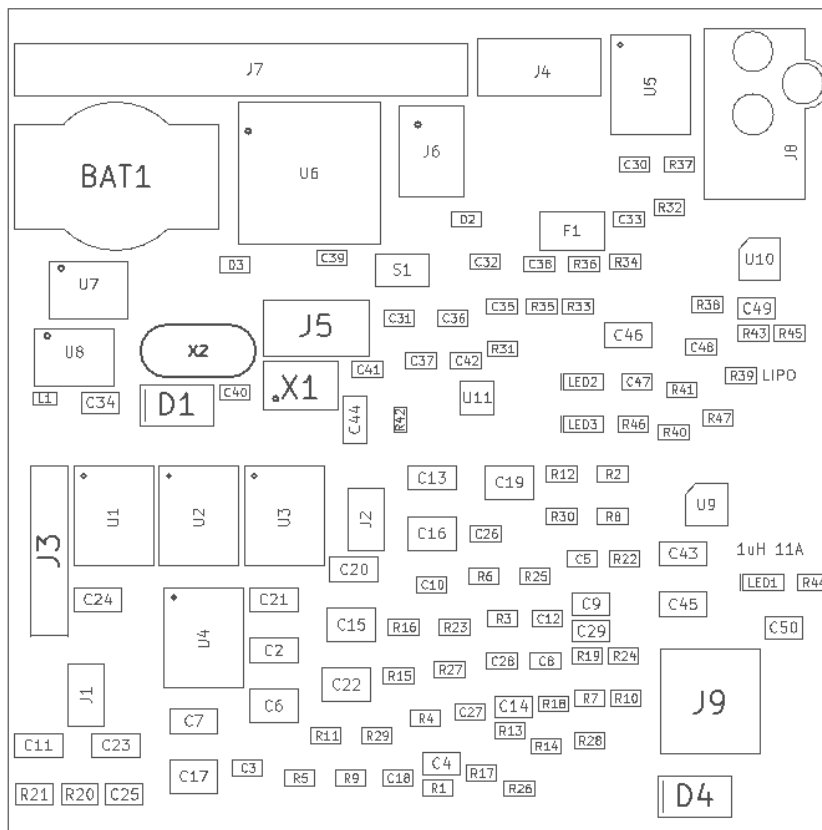 J7
J4
U5
J8
BAT1
U6
J6
C30
R37
R32
D2
F1
C33
D3
C39
S1
C32
C38
R36
R34
U10
U7
J5
C31
C36
C35
R35
R33
R38
C49
U8
X2
R31
C46
C48
R43
R45
L1
C34
D1
C40
X1
C41
C37
C42
LED2
C47
R41
R39
LIPO
C44
R42
U11
LED3
R46
R40
R47
J3
U1
U2
U3
J2
C13
C19
R12
R2
U9
C16
C26
R30
R8
C20
C5
R22
C43
1uH 11A
C24
U4
C21
C10
R6
R25
LED1
R44
C15
R16
R23
R3
C12
C9
C29
C45
C50
C2
C22
R15
R27
C28
C8
R19
R24
J1
C6
R4
C27
C14
R18
R7
R10
J9
C7
R11
R29
R13
R14
R28
C11
C23
C17
C3
R5
R9
C18
C4
R17
R1
R26
D4
R21
R20
C25